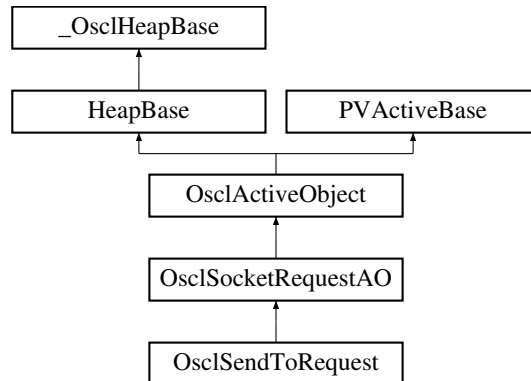 _OsclHeapBase
HeapBase
PVActiveBase
OsclActiveObject
OsclSocketRequestAO
OsclSendToRequest